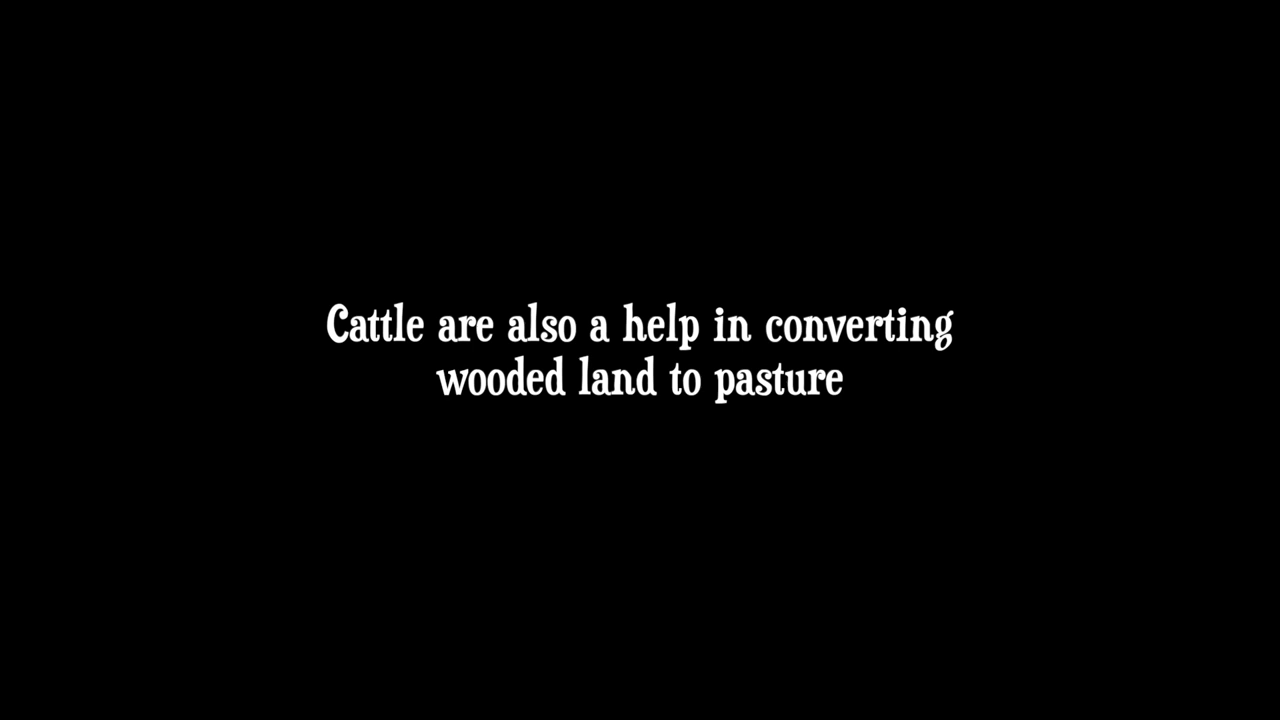 Cattle are also a help in converting
wooded land to pasture